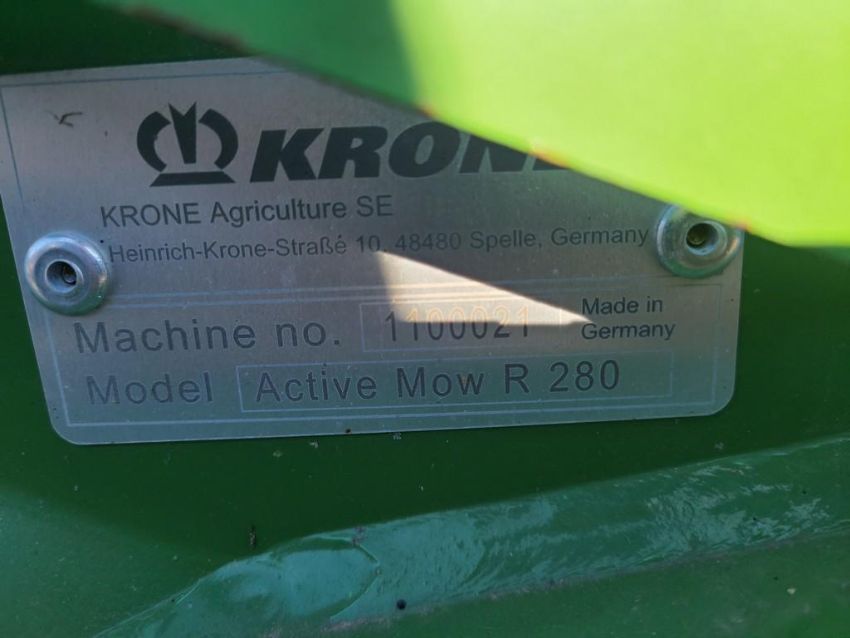 KRONE
KRONE Agriculture SE
Heinrich-Krone-Straße 10, 48480 Spelle, Germany
Machine no. 1100021
Made in
Germany
Model Active Mow R 280